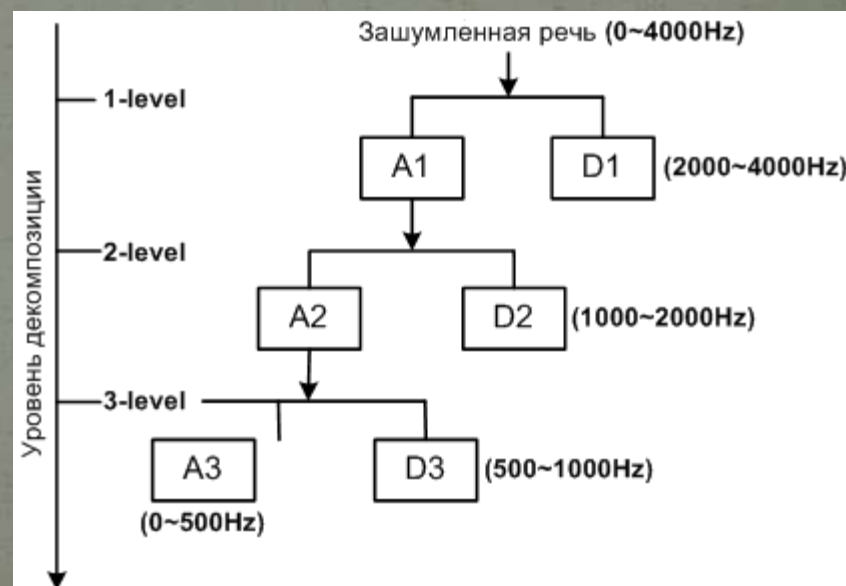 Зашумленная речь (0~4000Hz)
1-level
A1
D1
(2000~4000Hz)
2-level
A2
D2
(1000~2000Hz)
Уровень декомпозиции
3-level
A3
D3
(500~1000Hz)
(0~500Hz)